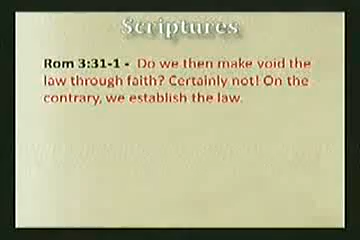 Scriptures
Rom 3:31-1 - Do we then make void the
law through faith? Certainly not! On the
contrary, we establish the law.